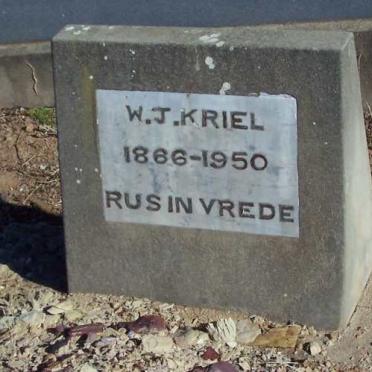 W.J.KRIEL
1866-1950
RUS IN VREDE